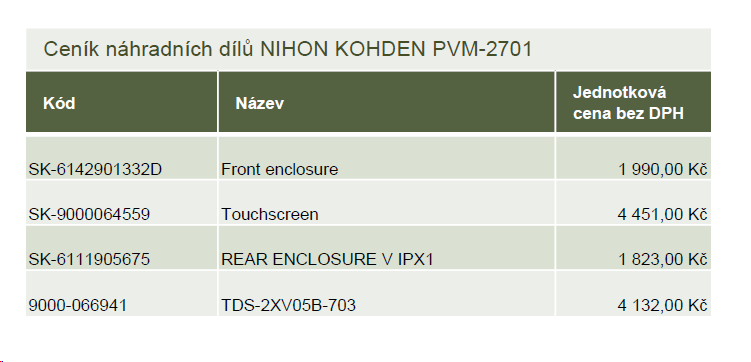 Ceník náhradních dílů NIHON KOHDEN PVM-2701
Kód Název Jednotková cena bez DPH
SK-6142901332D Front enclosure 1 990,00 Kč
SK-9000064559 Touchscreen 4 451,00 Kč
SK-6111905675 REAR ENCLOSURE V IPX1 1 823,00 Kč
9000-066941 TDS-2XV05B-703 4 132,00 Kč